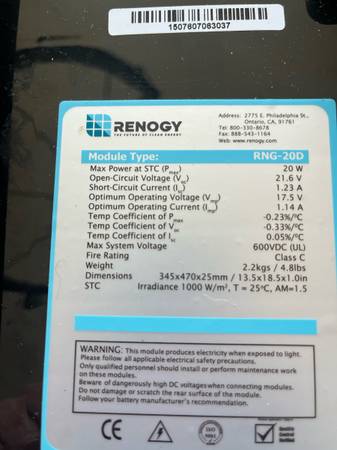 1507607083037
RENOGY
THE FUTURE OF CLEAN ENERGY
Address: 2775 E. Philadelphia St.,
Ontario, CA, 91761
Tel: 800-330-8678
Fax: 888-543-1164
Web: www.renogy.com
Module Type: RNG-20D
Max Power at STC (Pmax) 20 W
Open-Circuit Voltage (Voc) 21.6 V
Short-Circuit Current (Isc) 1.23 A
Optimum Operating Voltage (Vmp) 17.5 V
Optimum Operating Current (Imp) 1.14 A
Temp Coefficient of Pmax -0.23%/°C
Temp Coefficient of Voc -0.33%/°C
Temp Coefficient of Isc 0.05%/°C
Max System Voltage 600VDC (UL)
Fire Rating Class C
Weight 2.2kgs / 4.8lbs
Dimensions 345x470x25mm / 13.5x18.5x1.0in
STC Irradiance 1000 W/m², T = 25°C, AM=1.5
WARNING: This module produces electricity when exposed to light.
Please follow all applicable electrical safety precautions.
Only qualified personnel should install or perform maintenance work
on these modules.
Beware of dangerously high DC voltages when connecting modules.
Do not damage or scratch the rear surface of the module.
Follow your battery manufacturer's recommendation.
CE
ISO
Quality
Control